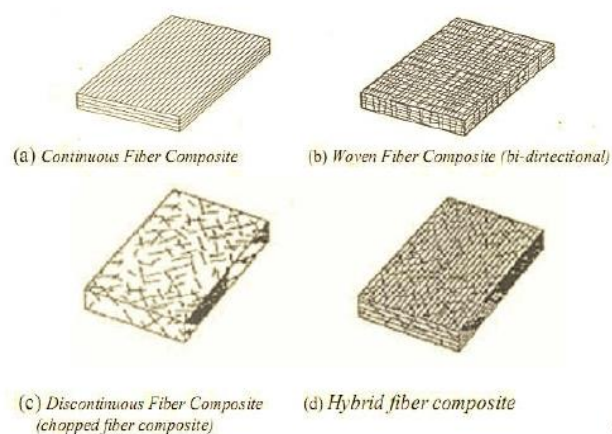 (a) Continuous Fiber Composite
(b) Woven Fiber Composite (bi-dirtectional)
(c) Discontinuous Fiber Composite
(chopped fiber composite)
(d) Hybrid fiber composite